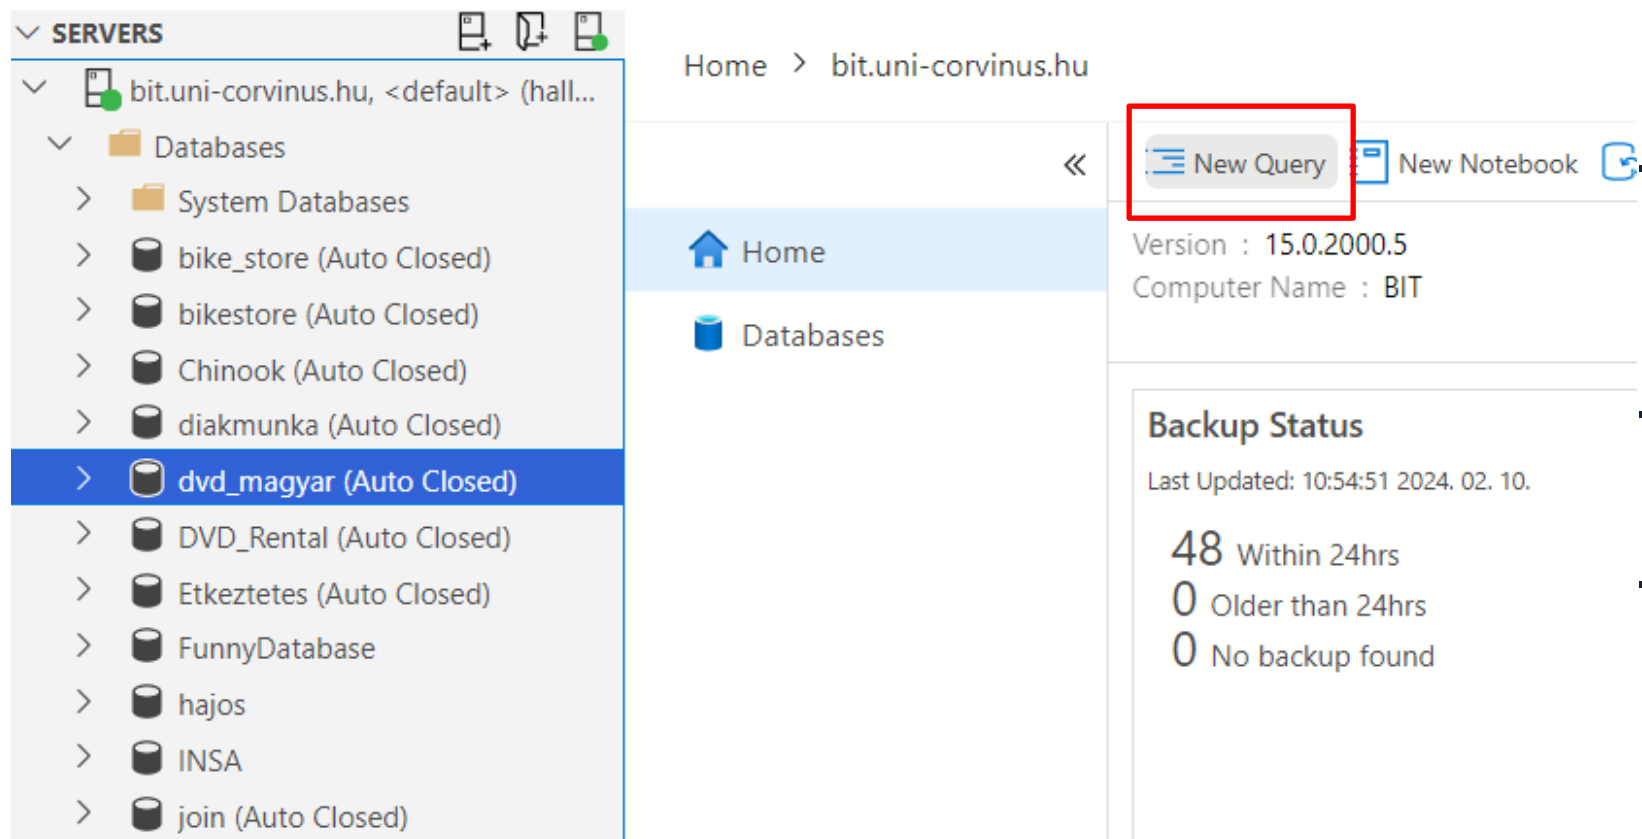 SERVERS
bit.uni-corvinus.hu, <default> (hall...
Databases
System Databases
bike_store (Auto Closed)
bikestore (Auto Closed)
Chinook (Auto Closed)
diakmunka (Auto Closed)
dvd_magyar (Auto Closed)
DVD_Rental (Auto Closed)
Etkeztetes (Auto Closed)
FunnyDatabase
hajos
INSA
join (Auto Closed)
Home > bit.uni-corvinus.hu
Home
Databases
New Query New Notebook
Version : 15.0.2000.5
Computer Name : BIT
Backup Status
Last Updated: 10:54:51 2024. 02. 10.
48 Within 24hrs
0 Older than 24hrs
0 No backup found